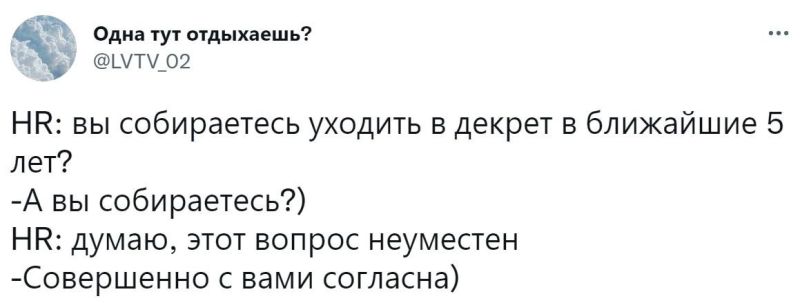 Одна тут отдыхаешь?
@LVTV_02
HR: вы собираетесь уходить в декрет в ближайшие 5
лет?
-А вы собираетесь?)
HR: думаю, этот вопрос неуместен
-Совершенно с вами согласна)